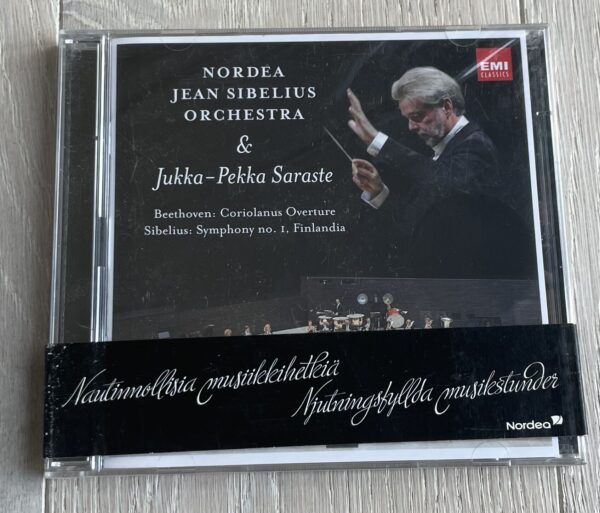 EMI
CLASSICS
NORDEA
JEAN SIBELIUS
ORCHESTRA
&
Jukka-Pekka Saraste
Beethoven: Coriolanus Overture
Sibelius: Symphony no. 1, Finlandia
Nautinnollisia musiikkihetkiä
Njutningsfyllda musikstunder
Nordea